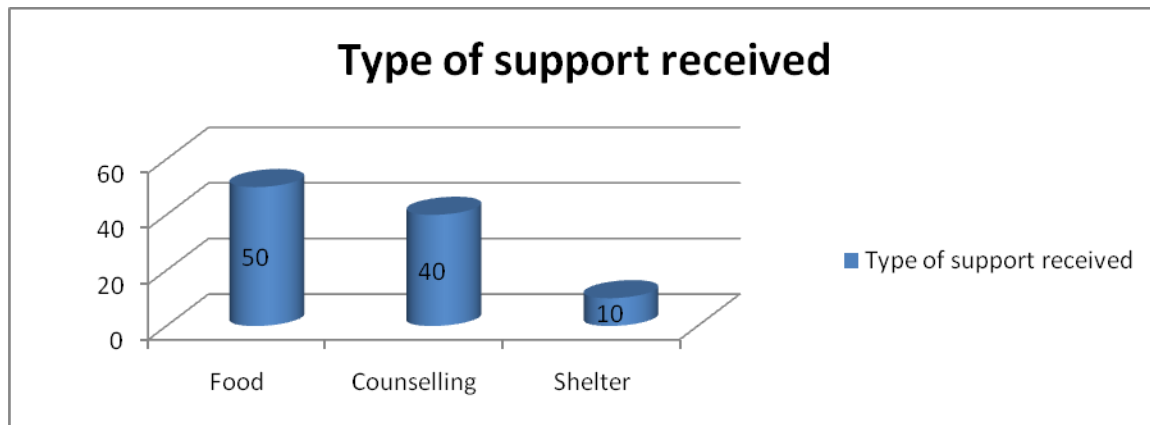 Type of support received
60
40
20
0
50
40
10
Food Counselling Shelter
Type of support received